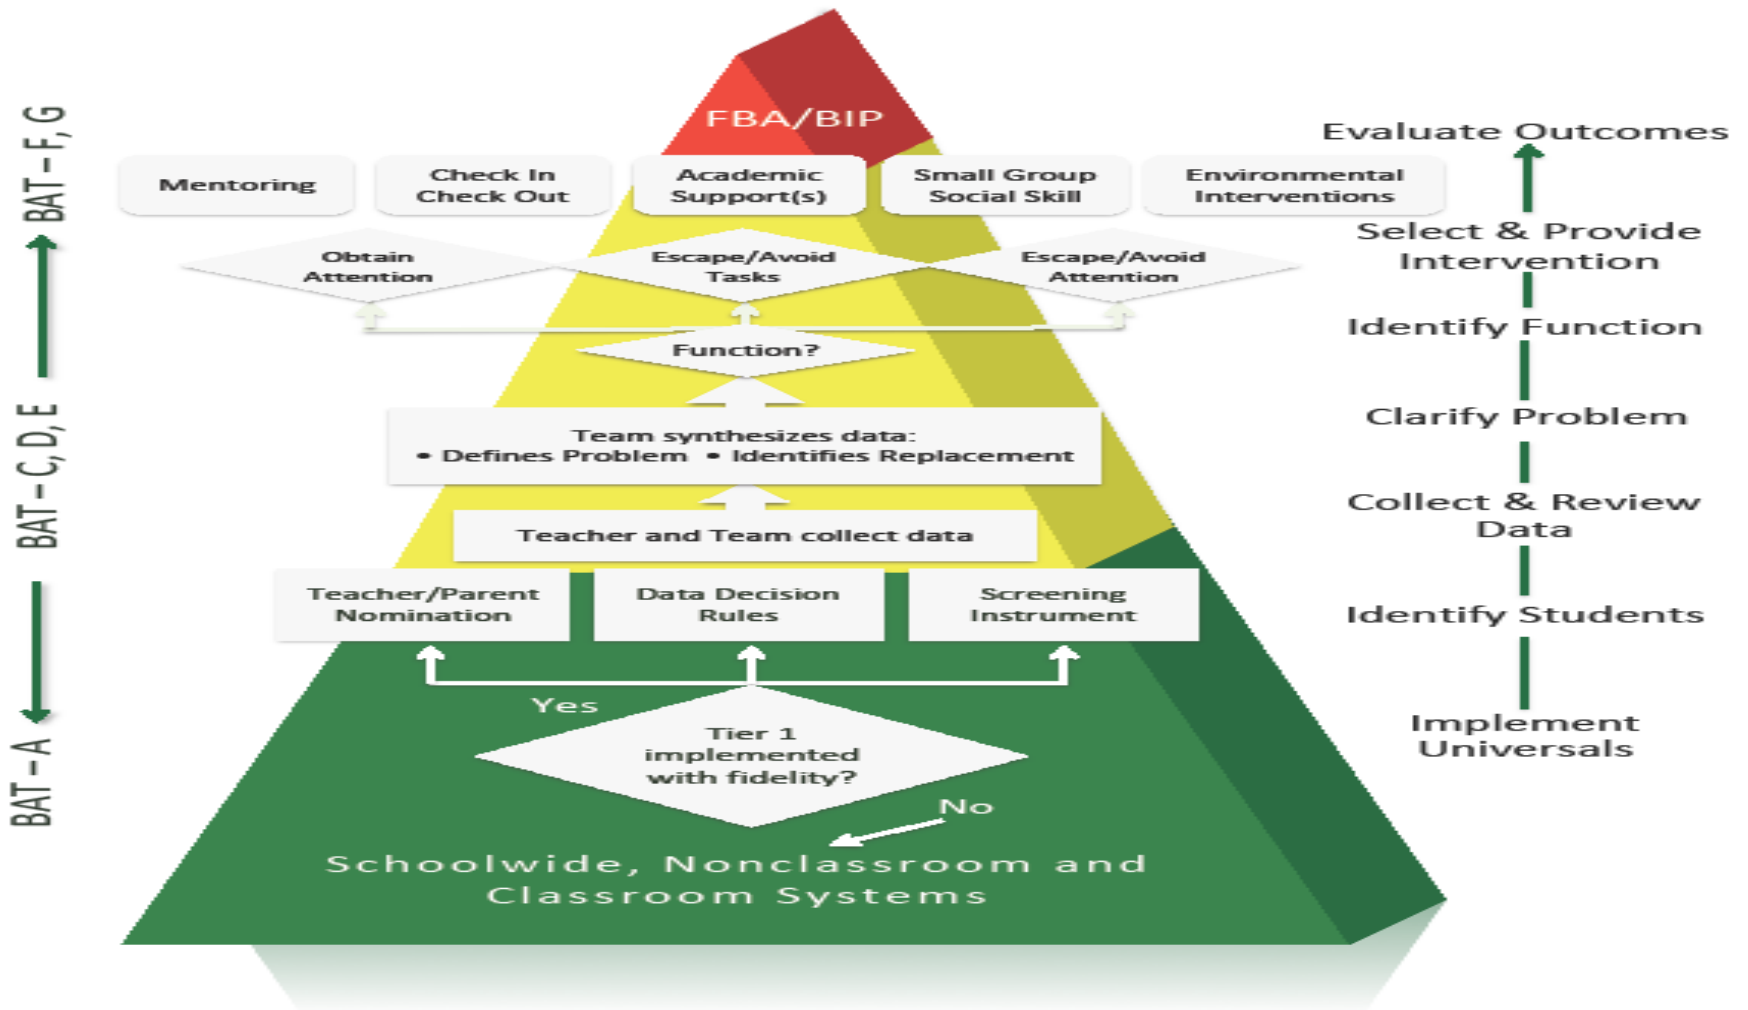 FBA/BIP
Mentoring
Check In
Check Out
Academic
Support(s)
Small Group
Social Skill
Environmental
Interventions
Obtain
Attention
Escape/Avoid
Tasks
Escape/Avoid
Attention
Function?
Team synthesizes data:
• Defines Problem • Identifies Replacement
Teacher and Team collect data
Teacher/Parent
Nomination
Data Decision
Rules
Screening
Instrument
Yes
Tier 1
implemented
with fidelity?
No
Schoolwide, Nonclassroom and
Classroom Systems
BAT – F, G
BAT – C, D, E
BAT – A
Evaluate Outcomes
Select & Provide
Intervention
Identify Function
Clarify Problem
Collect & Review
Data
Identify Students
Implement
Universals